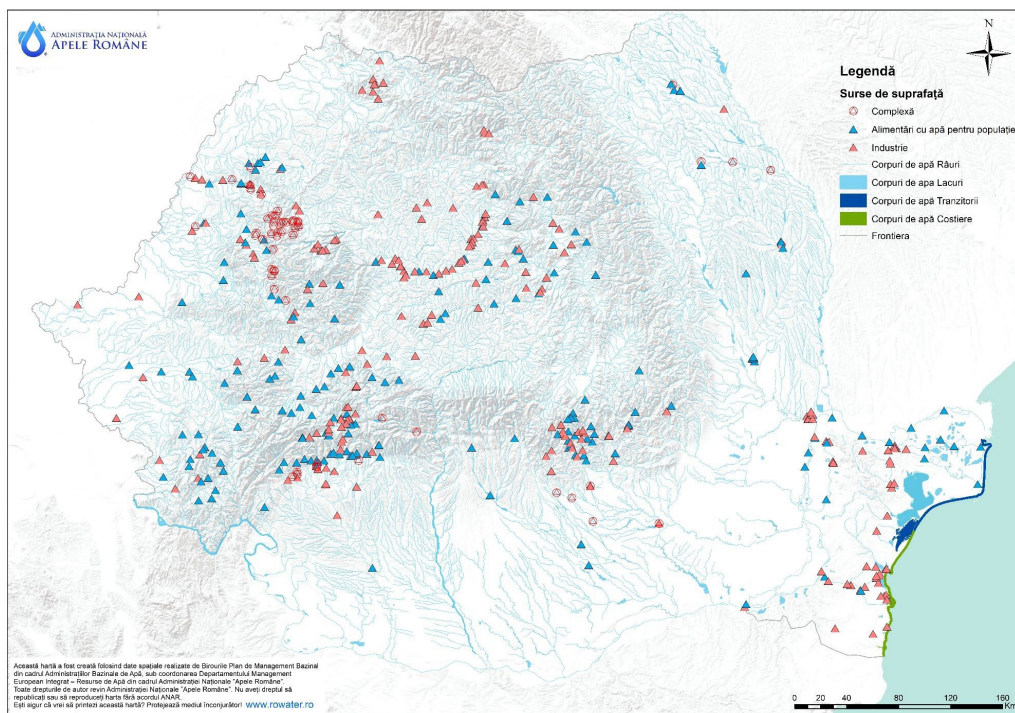 ADMINISTRAȚIA NAȚIONALĂ
APELE ROMÂNE
N
Legendă
Surse de suprafață
Complexă
Alimentări cu apă pentru populație
Industrie
Corpuri de apă Râuri
Corpuri de apa Lacuri
Corpuri de apă Tranzitorii
Corpuri de apă Costiere
Frontiera
Această hartă a fost creată folosind date spațiale realizate de Birourile Plan de Management Bazinal
din cadrul Administrațiilor Bazinale de Apă, sub coordonarea Departamentului Management
European Integrat – Resurse de Apă din cadrul Administrației Naționale "Apele Române".
Toate drepturile de autor revin Administrației Naționale "Apele Române". Nu aveți dreptul să
republicați sau să reproduceți harta fără acordul ANAR.
Ești sigur că vrei să printezi această hartă? Protejează mediul înconjurător! www.rowater.ro
0 20 40 80 120 160
Km